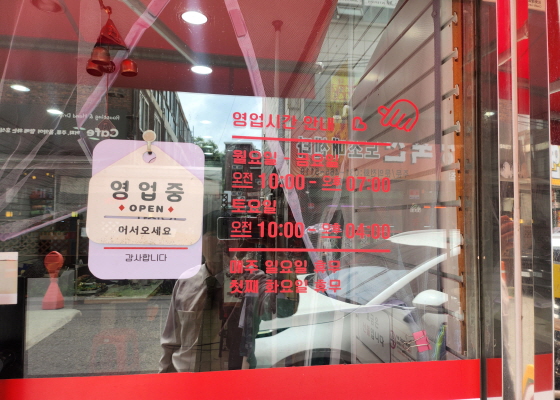 영업중
OPEN
어서오세요
감사합니다
영업시간 안내
월요일 - 금요일
오전 10:00 - 오후 07:00
토요일
오전 10:00 - 오후 04:00
매주 일요일 휴무
첫째 화요일 휴무
Cafe